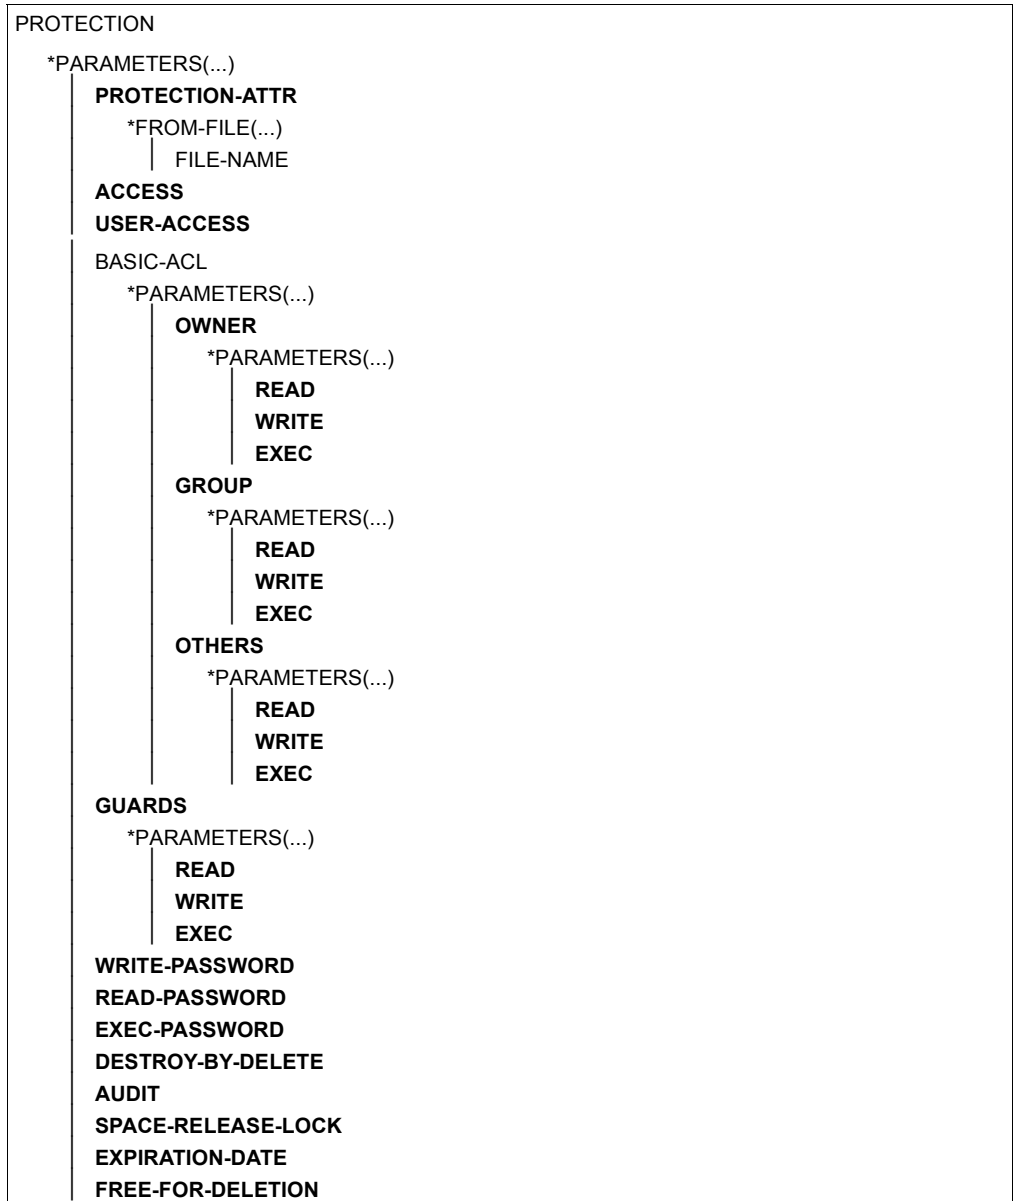 PROTECTION
*PARAMETERS(...)
PROTECTION-ATTR
*FROM-FILE(...)
FILE-NAME
ACCESS
USER-ACCESS
BASIC-ACL
*PARAMETERS(...)
OWNER
*PARAMETERS(...)
READ
WRITE
EXEC
GROUP
*PARAMETERS(...)
READ
WRITE
EXEC
OTHERS
*PARAMETERS(...)
READ
WRITE
EXEC
GUARDS
*PARAMETERS(...)
READ
WRITE
EXEC
WRITE-PASSWORD
READ-PASSWORD
EXEC-PASSWORD
DESTROY-BY-DELETE
AUDIT
SPACE-RELEASE-LOCK
EXPIRATION-DATE
FREE-FOR-DELETION